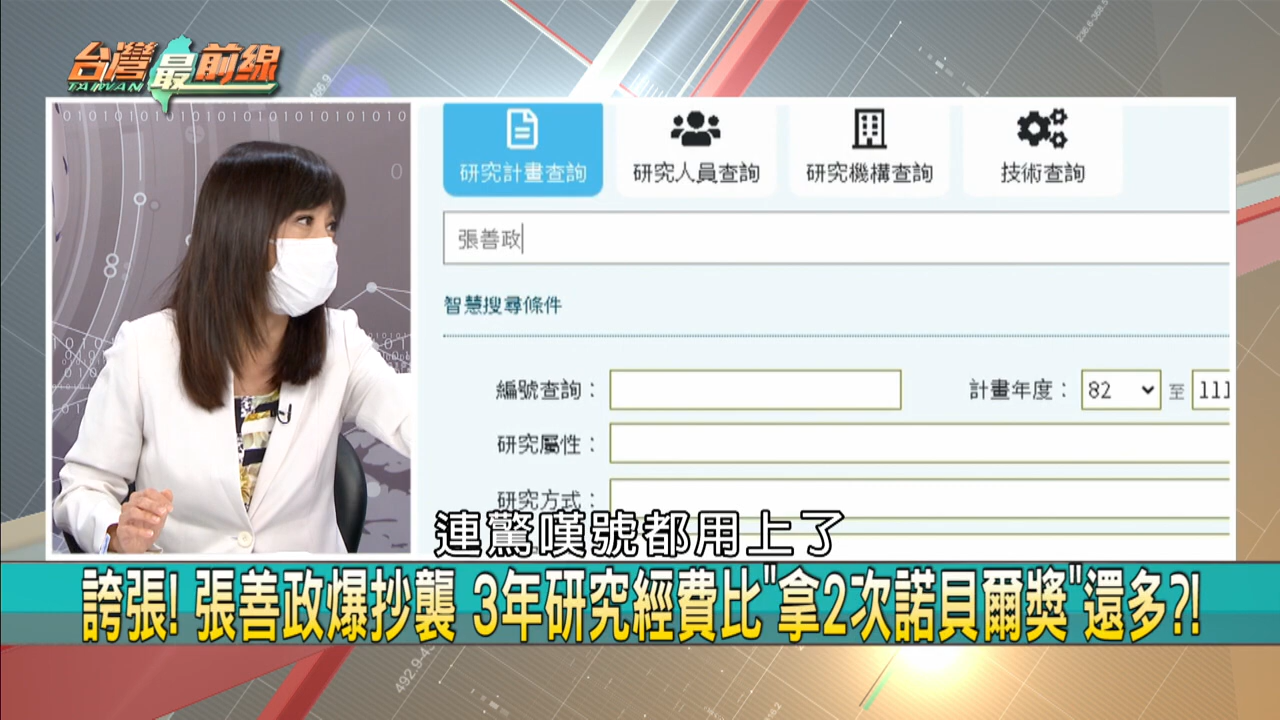 台灣最前線
TAIWAN
研究計畫查詢
研究人員查詢
研究機構查詢
技術查詢
張善政
智慧搜尋條件
編號查詢：
計畫年度： 82 至 111
研究屬性：
研究方式：
連驚嘆號都用上了
誇張! 張善政爆抄襲 3年研究經費比"拿2次諾貝爾獎"還多?!